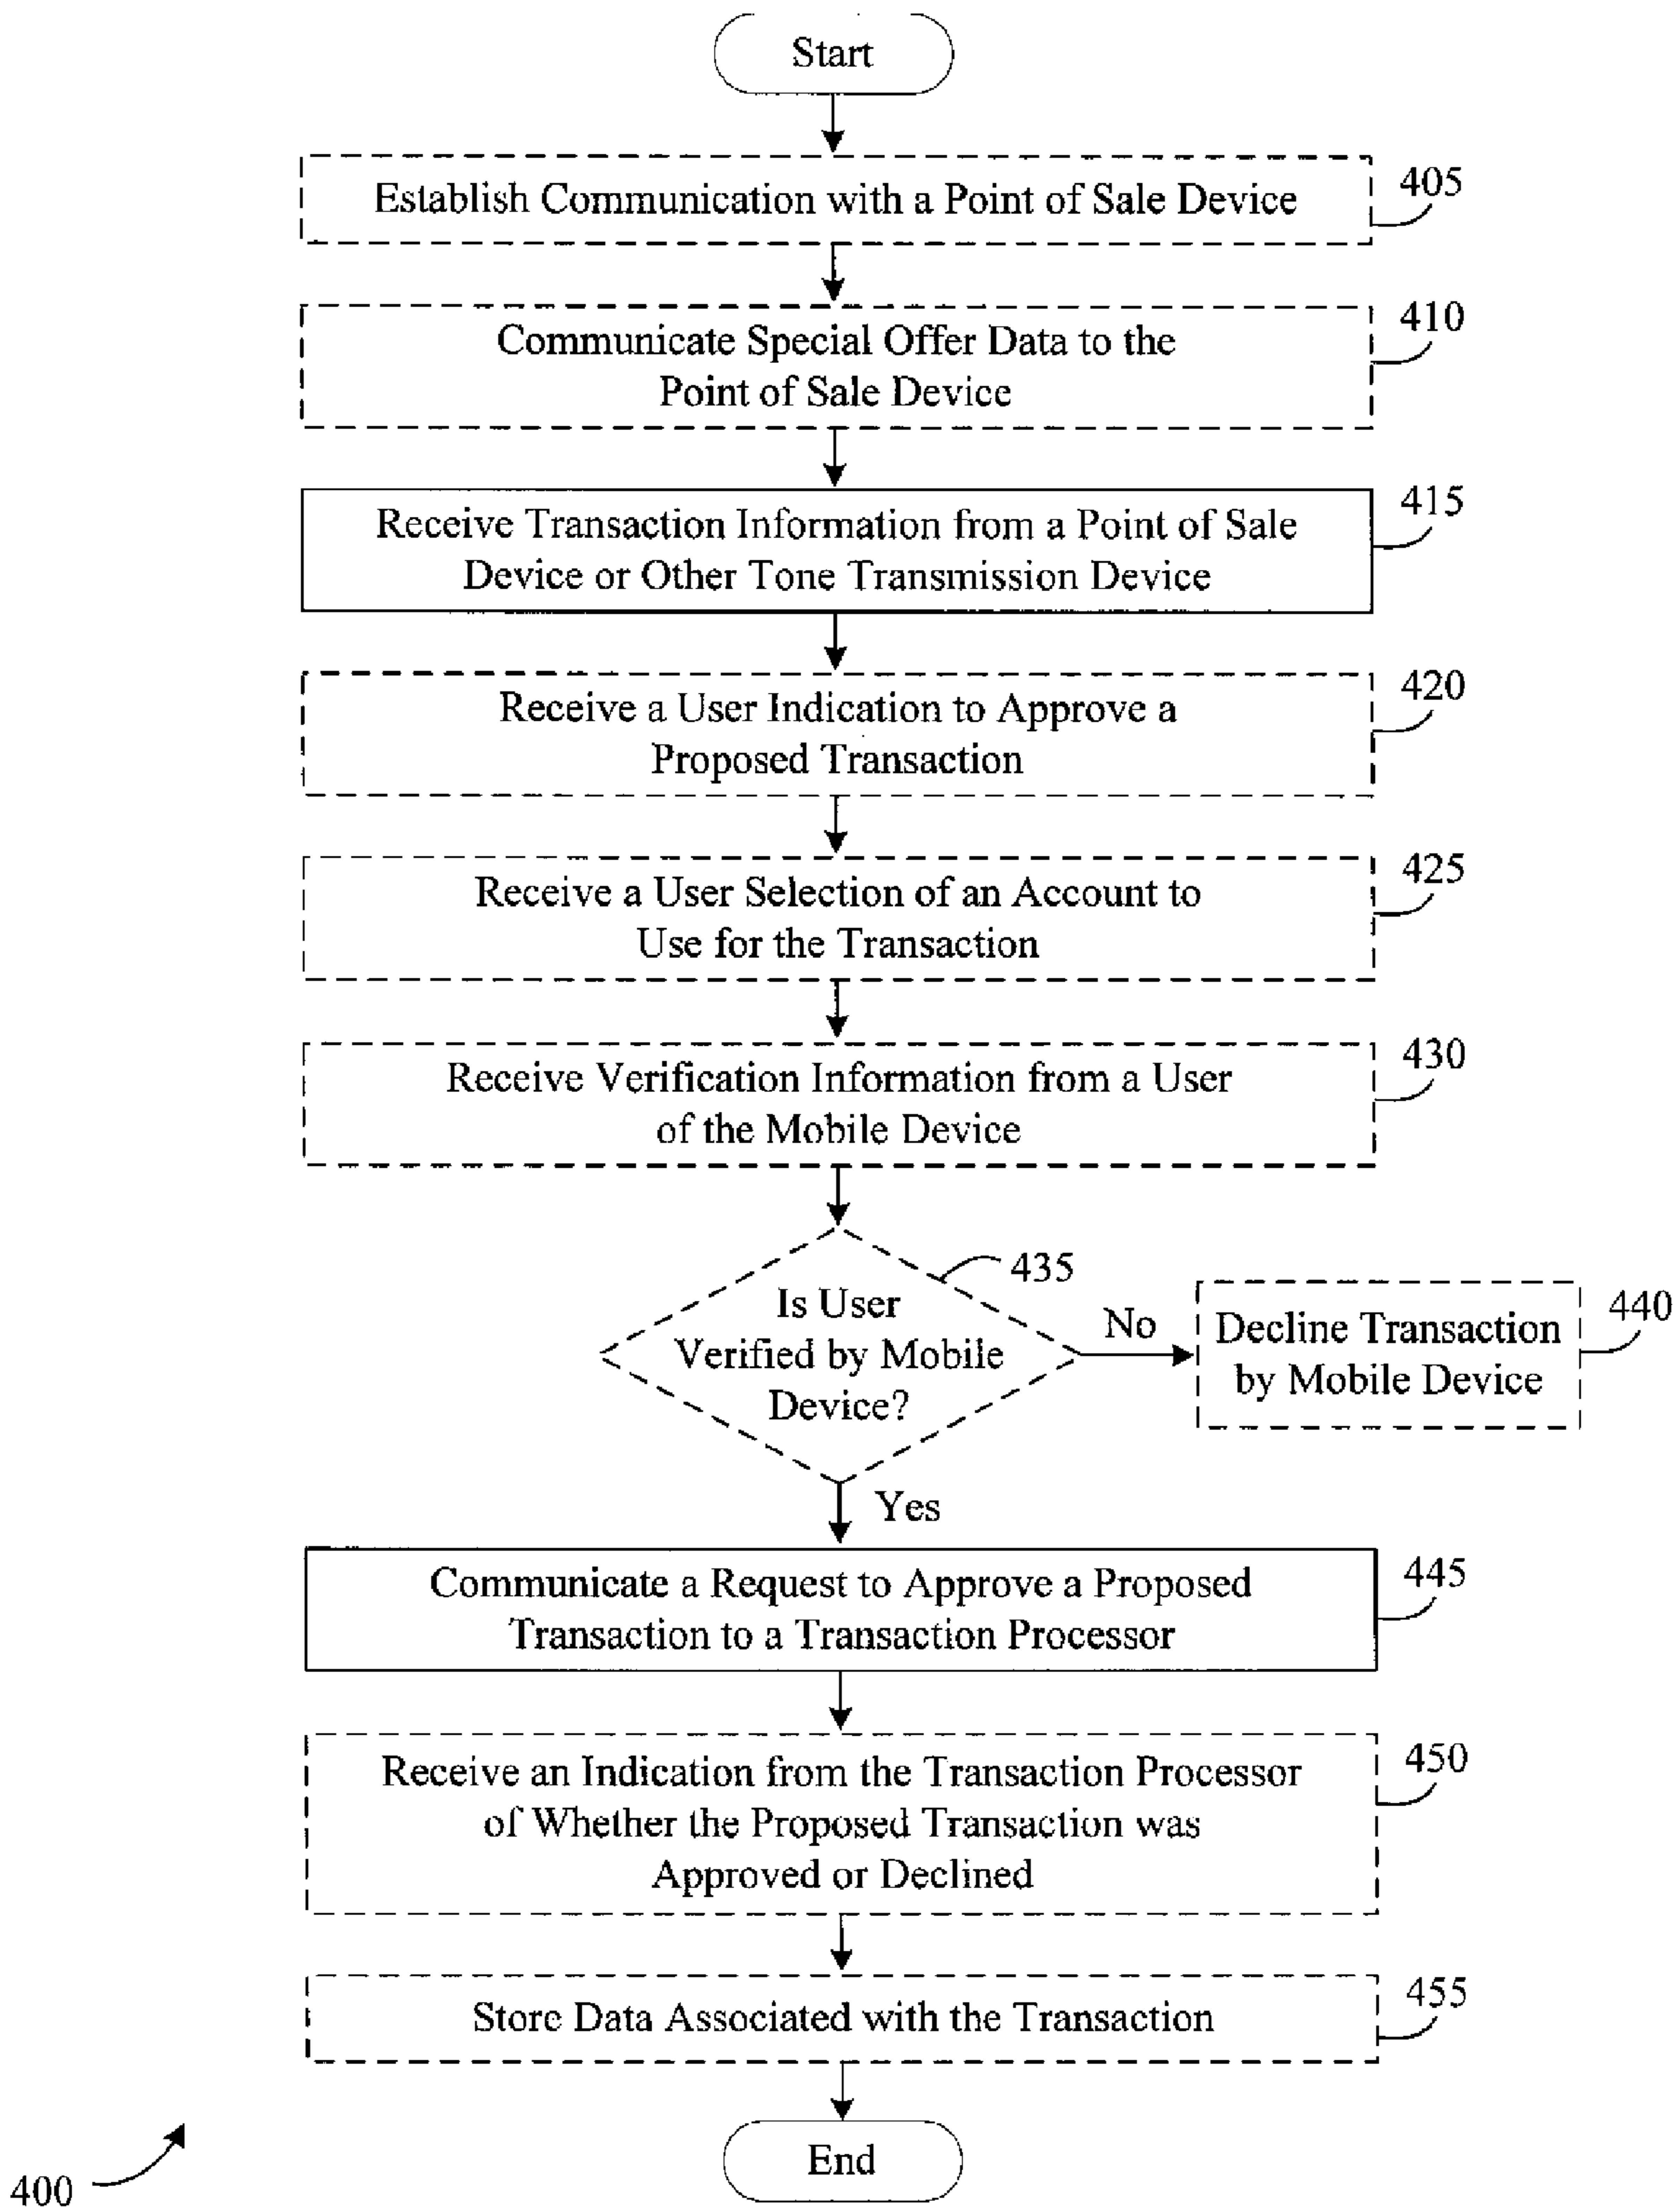 Start
Establish Communication with a Point of Sale Device
405
Communicate Special Offer Data to the
Point of Sale Device
410
Receive Transaction Information from a Point of Sale
Device or Other Tone Transmission Device
415
Receive a User Indication to Approve a
Proposed Transaction
420
Receive a User Selection of an Account to
Use for the Transaction
425
Receive Verification Information from a User
of the Mobile Device
430
Is User
Verified by Mobile
Device?
435
No
Decline Transaction
by Mobile Device
440
Yes
Communicate a Request to Approve a Proposed
Transaction to a Transaction Processor
445
Receive an Indication from the Transaction Processor
of Whether the Proposed Transaction was
Approved or Declined
450
Store Data Associated with the Transaction
455
End
400